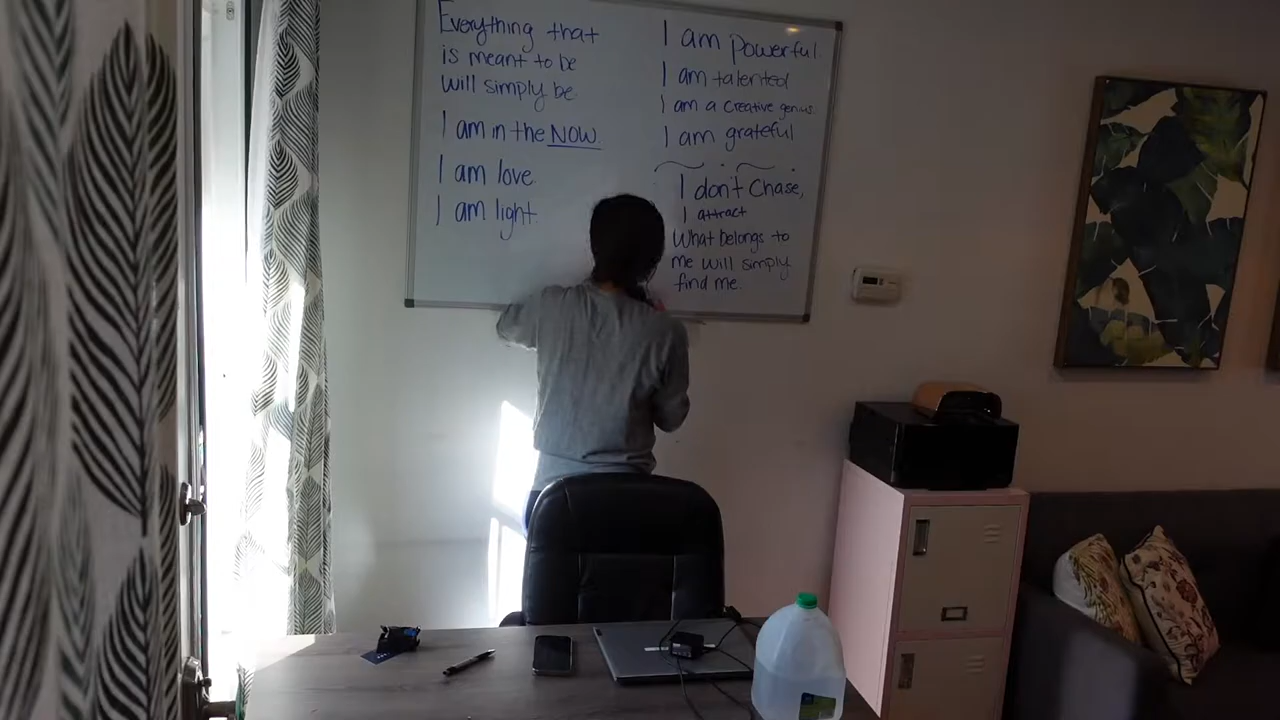 Everything that
is meant to be
will simply be.
I am in the NOW.
I am love
I am light.
I am powerful
I am talented
I am a creative genius.
I am grateful
I don't Chase,
I attract
What belongs to
me will simply
find me.